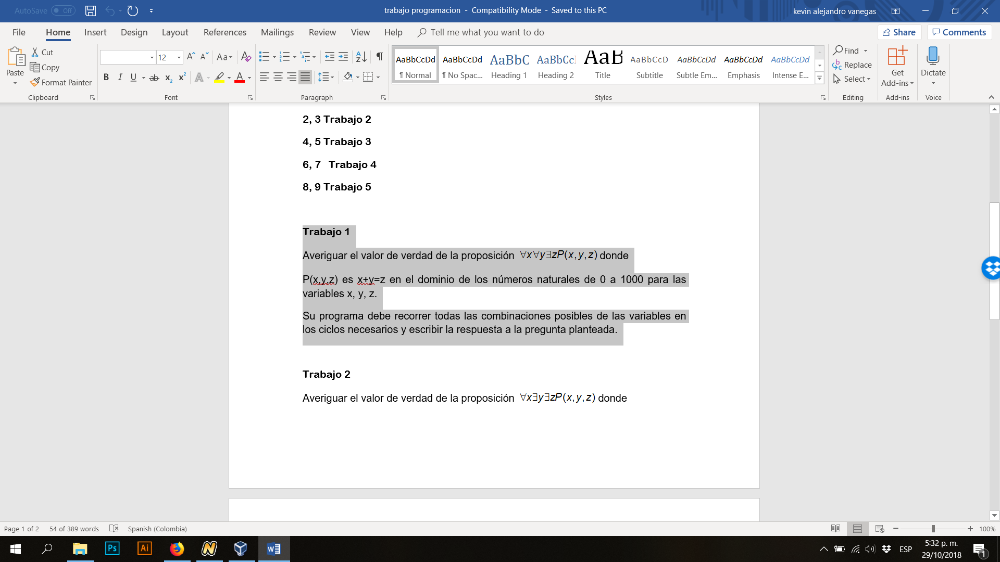 AutoSave Off
trabajo programacion - Compatibility Mode - Saved to this PC
kevin alejandro vanegas
File Home Insert Design Layout References Mailings Review View Help Tell me what you want to do
Share Comments
Paste
Cut
Copy
Format Painter
Clipboard
12
Aa
B I U ab x₂ x²
A A
Font
Paragraph
AaBbCcDd AaBbCcDd AaBbC AaBbCc AaB AaBbCcD AaBbCcDd AaBbCcDd AaBbCcDd
¶ Normal ¶ No Spac... Heading 1 Heading 2 Title Subtitle Subtle Em... Emphasis Intense E...
Styles
Find
Replace
Select
Editing
Get Add-ins
Add-ins
Dictate
Voice
2, 3 Trabajo 2
4, 5 Trabajo 3
6, 7 Trabajo 4
8, 9 Trabajo 5
Trabajo 1
Averiguar el valor de verdad de la proposición ∀x∀y∃zP(x,y,z) donde
P(x,y,z) es x+y=z en el dominio de los números naturales de 0 a 1000 para las
variables x, y, z.
Su programa debe recorrer todas las combinaciones posibles de las variables en
los ciclos necesarios y escribir la respuesta a la pregunta planteada.
Trabajo 2
Averiguar el valor de verdad de la proposición ∀x∃y∃zP(x,y,z) donde
Page 1 of 2 54 of 389 words Spanish (Colombia)
100%
Ps Ai N W
ESP
5:32 p. m.
29/10/2018
1